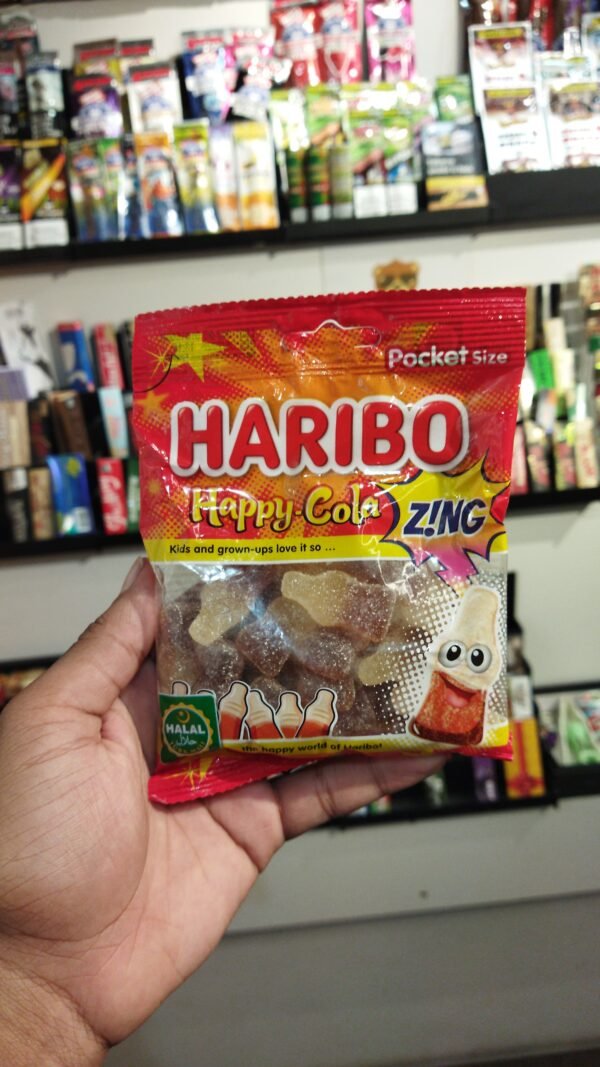 Pocket Size
HARIBO
Happy-Cola
Z!NG
Kids and grown-ups love it so ...
HALAL
حلال
the happy world of Haribo!